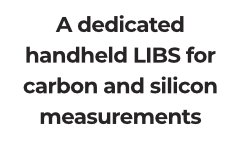 A dedicated
handheld LIBS for
carbon and silicon
measurements